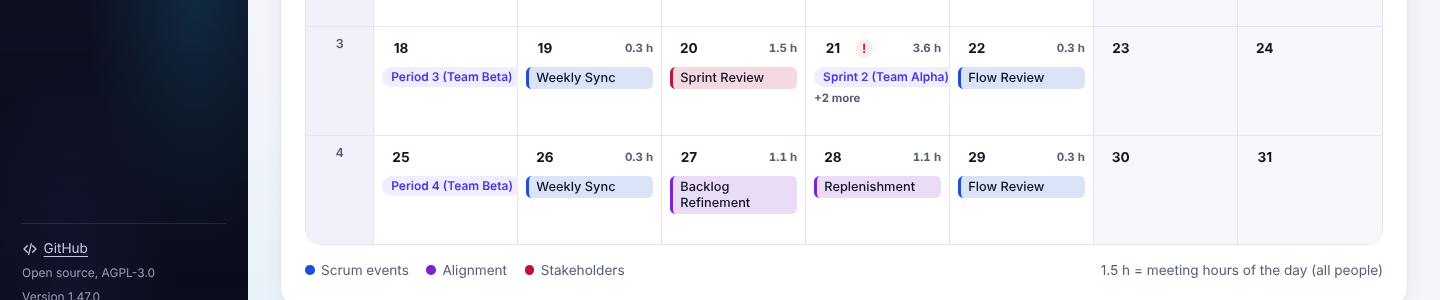 3
18
19
0.3 h
20
1.5 h
21
!
3.6 h
22
0.3 h
23
24
Period 3 (Team Beta)
Weekly Sync
Sprint Review
Sprint 2 (Team Alpha)
Flow Review
+2 more
4
25
26
0.3 h
27
1.1 h
28
1.1 h
29
0.3 h
30
31
Period 4 (Team Beta)
Weekly Sync
Backlog
Refinement
Replenishment
Flow Review
Scrum events
Alignment
Stakeholders
1.5 h = meeting hours of the day (all people)
GitHub
Open source, AGPL-3.0
Version 1.47.0